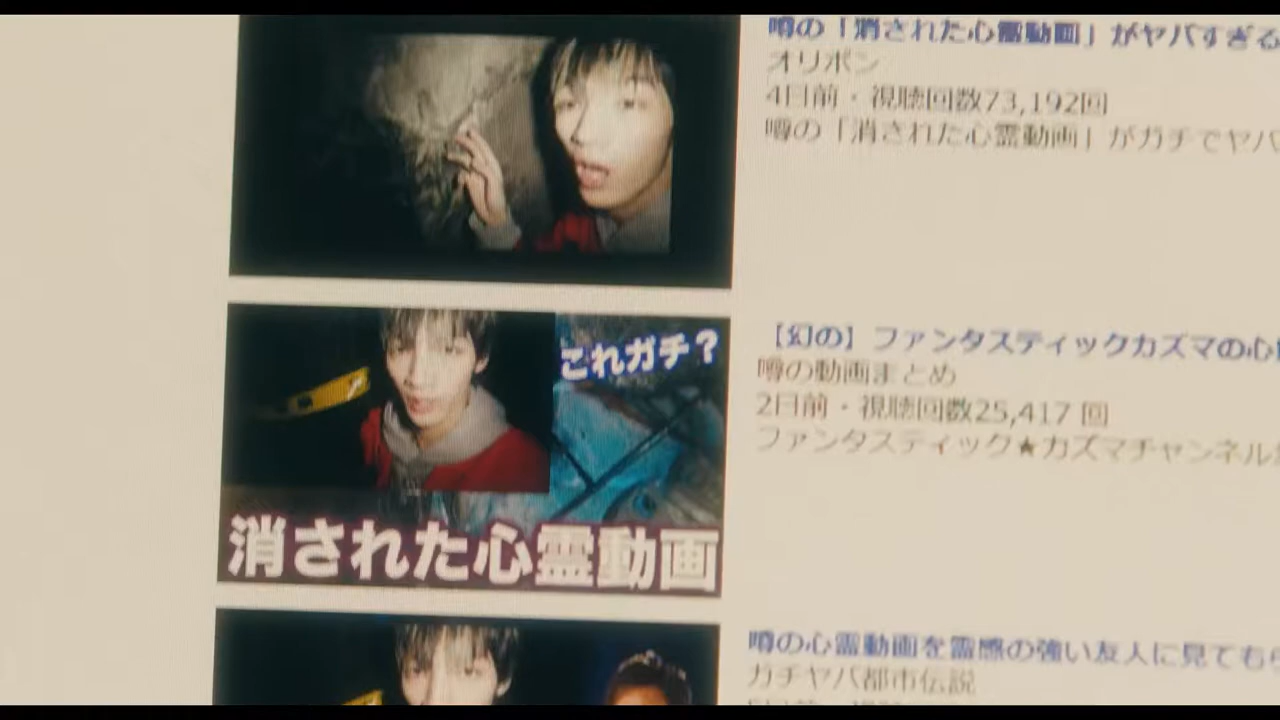 噂の「消された心霊動画」がヤバすぎる
オリポン
4日前・視聴回数73,192回
噂の「消された心霊動画」がガチでヤバ
これガチ?
消された心霊動画
【幻の】ファンタスティックカズマの心
噂の動画まとめ
2日前・視聴回数25,417 回
ファンタスティック★カズマチャンネル
噂の心霊動画を霊感の強い友人に見ても
ガチヤバ都市伝説